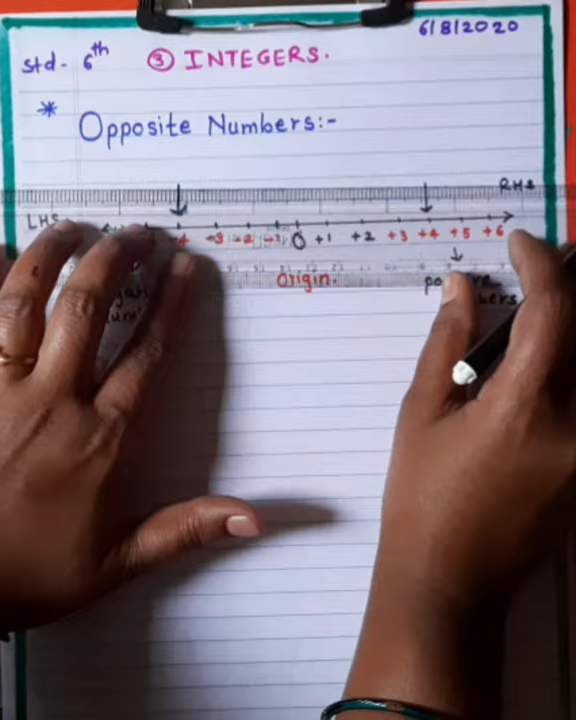 6/8/2020
std - 6th ③ INTEGERS.
* Opposite Numbers:-
RHS
LHS
-4 -3 -2 -1 0 +1 +2 +3 +4 +5 +6
Origin.